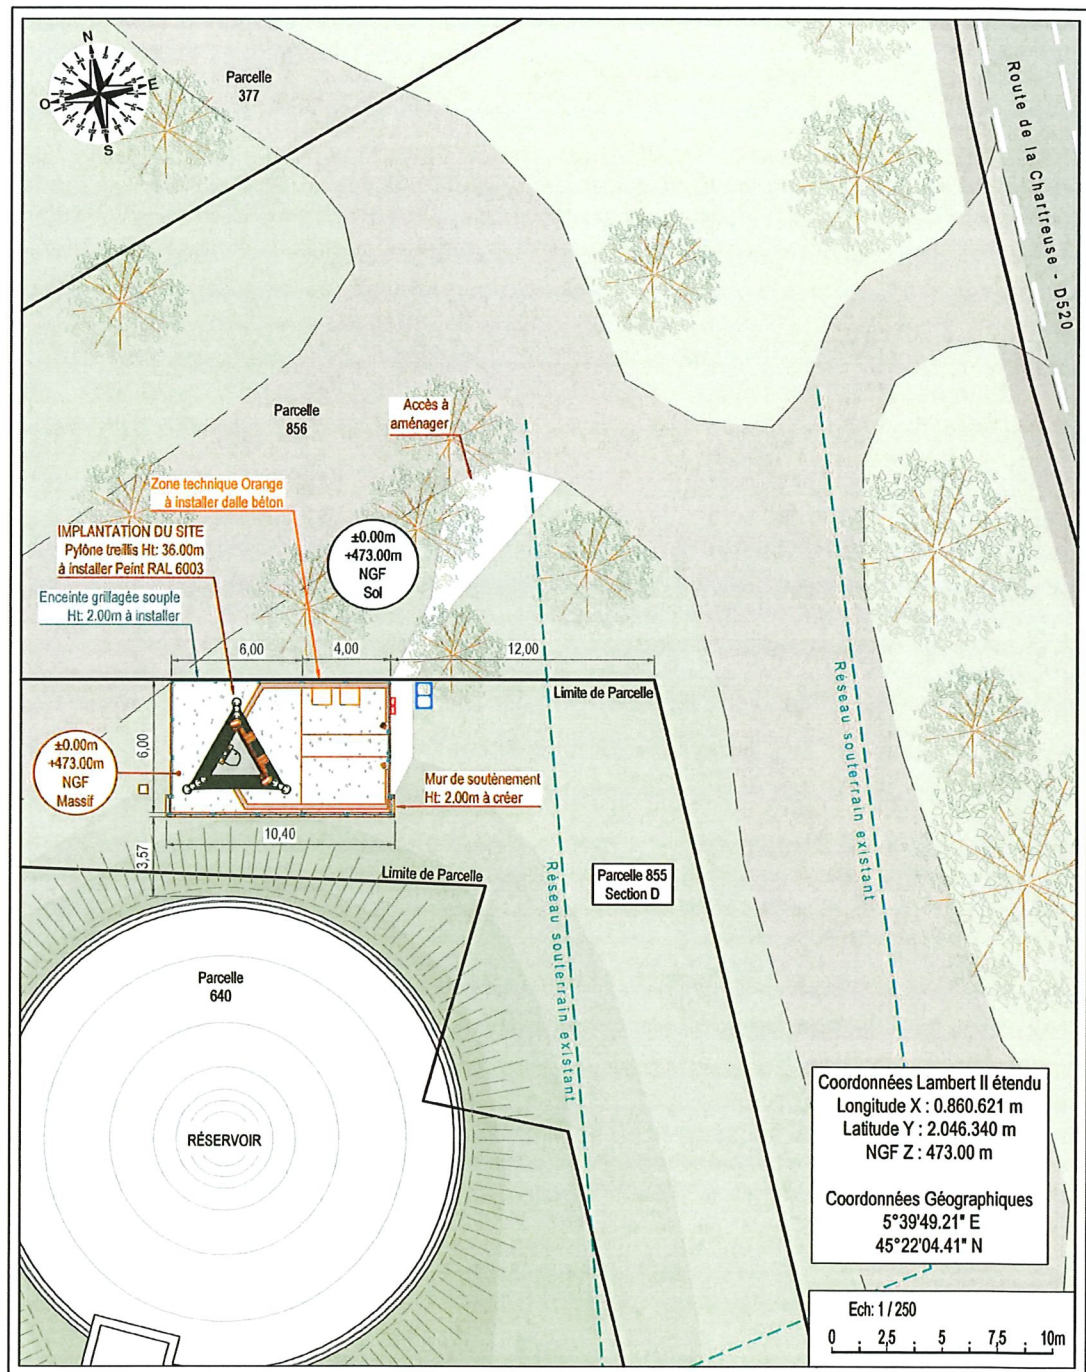 N
E
O
S
Parcelle
377
Route de la Chartreuse - D520
Parcelle
856
Accès à
aménager
Zone technique Orange
à installer dalle béton
IMPLANTATION DU SITE
Pylône treillis Ht: 36.00m
à installer Peint RAL 6003
Enceinte grillagée souple
Ht: 2.00m à installer
±0.00m
+473.00m
NGF
Sol
6,00
4,00
12,00
Limite de Parcelle
6,00
±0.00m
+473.00m
NGF
Massif
Mur de soutènement
Ht: 2.00m à créer
10,40
3,57
Limite de Parcelle
Parcelle 855
Section D
Réseau souterrain existant
Réseau souterrain existant
Parcelle
640
RÉSERVOIR
Coordonnées Lambert II étendu
Longitude X : 0.860.621 m
Latitude Y : 2.046.340 m
NGF Z : 473.00 m
Coordonnées Géographiques
5°39'49.21" E
45°22'04.41" N
Ech: 1 / 250
0 2,5 5 7,5 10m